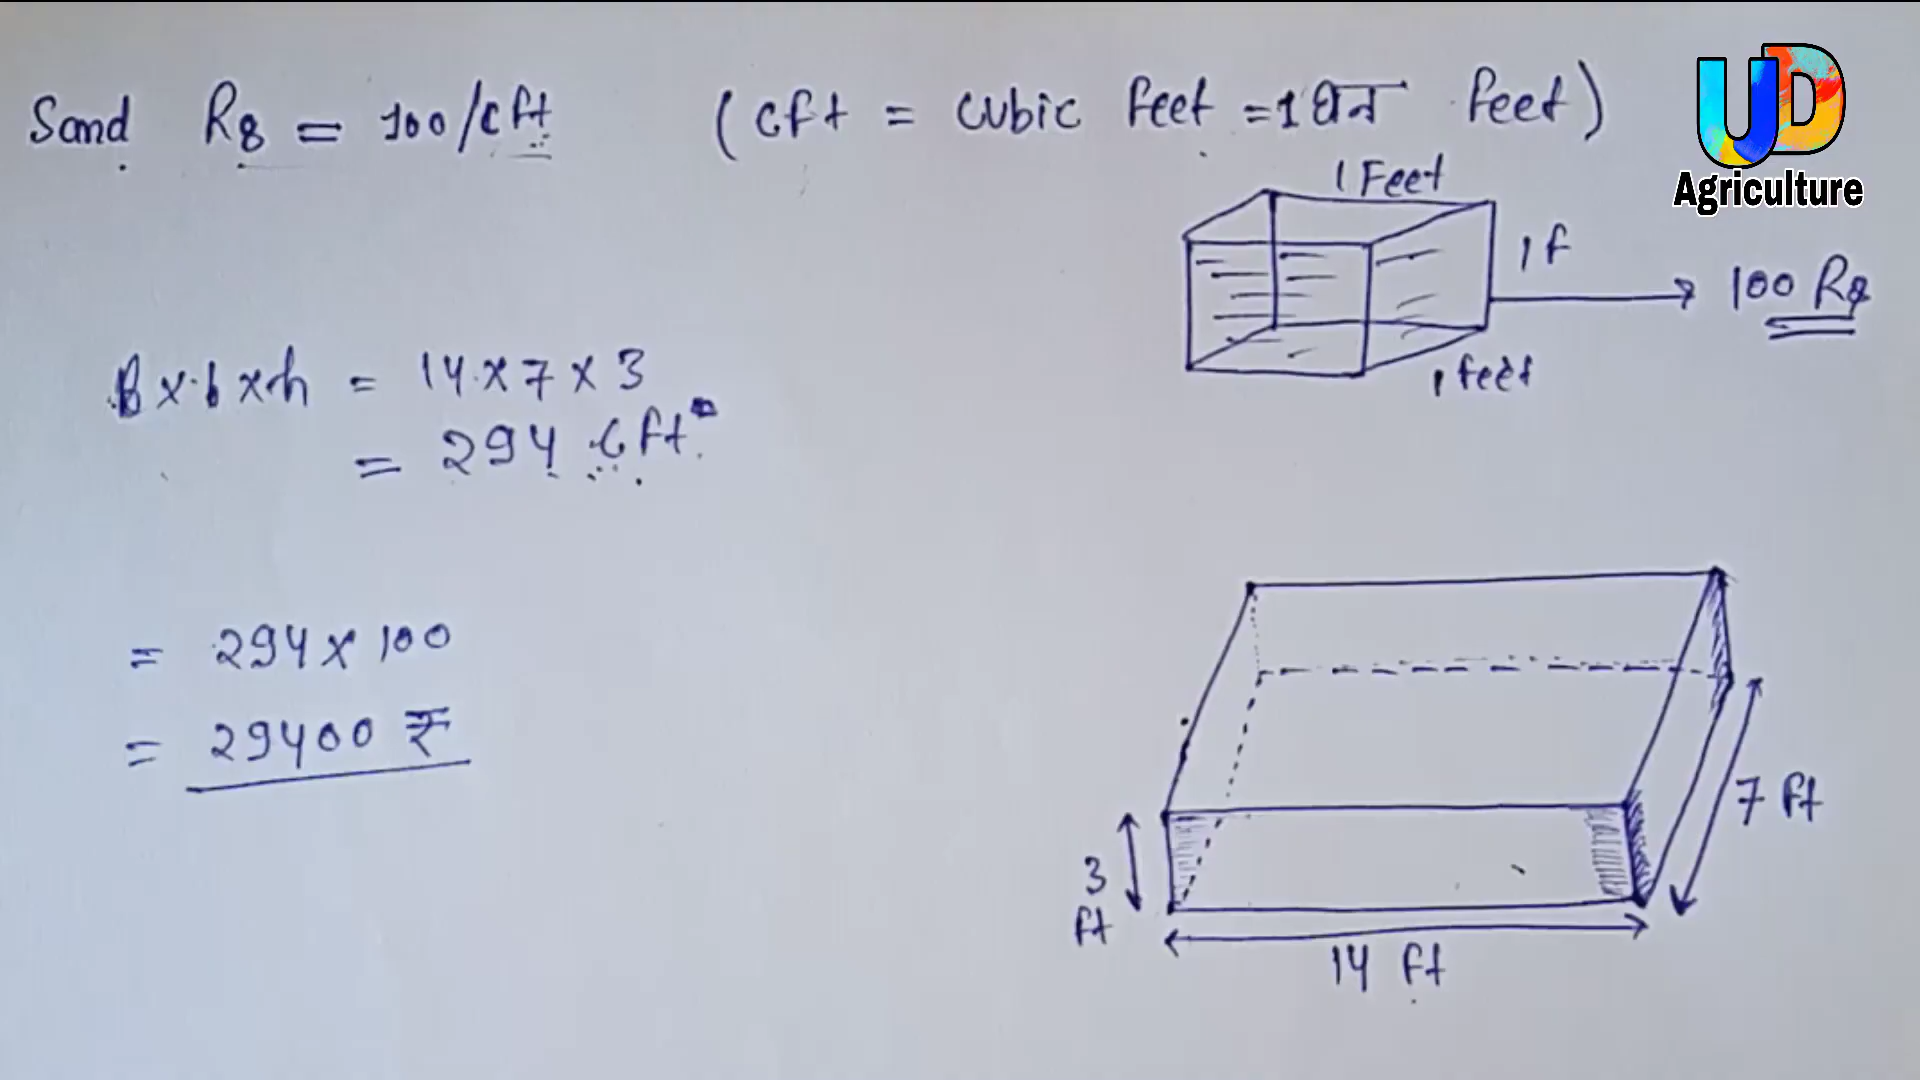 Sand Rs = 100/cft (cft = cubic feet = 1 घन feet)
UD
Agriculture
1 Feet
1 f
100 Rs
1 feet
l x b x h = 14 x 7 x 3
= 294 cft
= 294 x 100
= 29400 ₹
7 ft
3
ft
14 ft